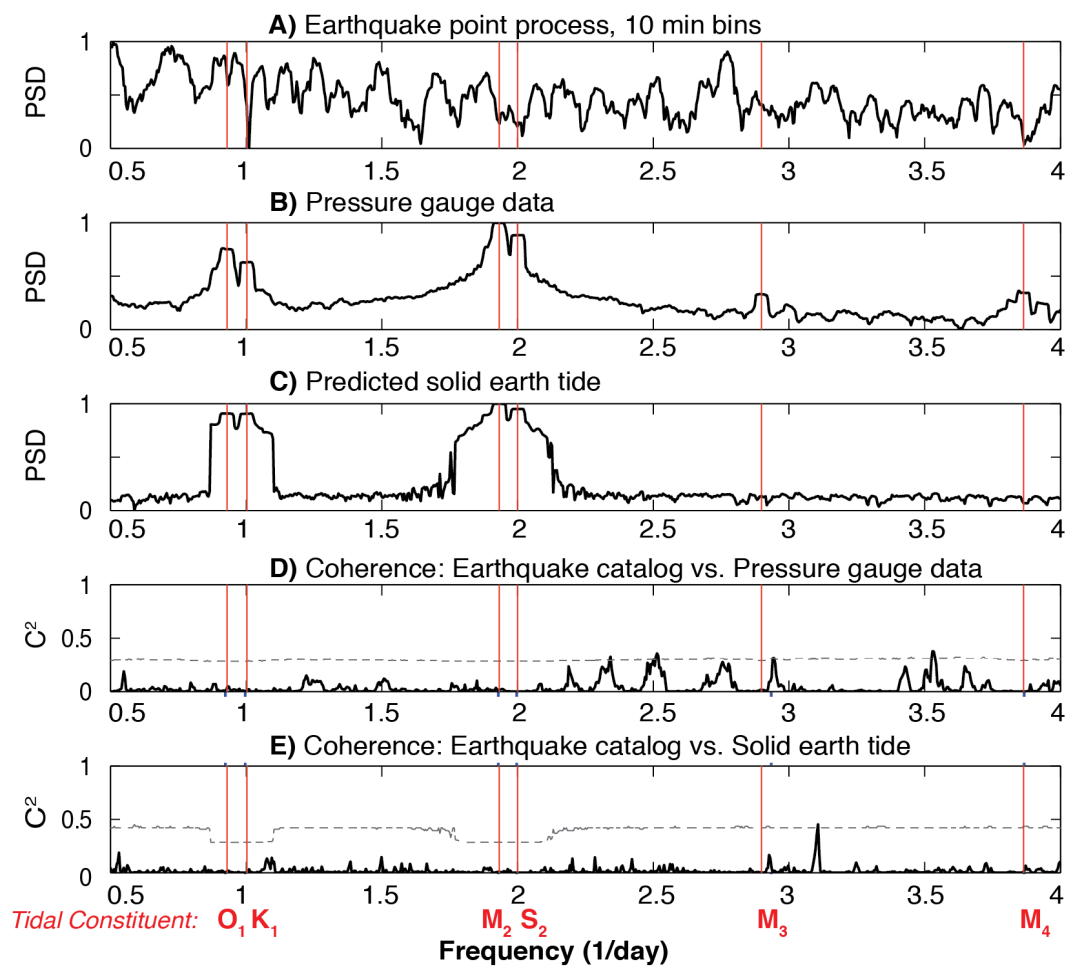 A) Earthquake point process, 10 min bins
PSD
1
0.5
0
0.5 1 1.5 2 2.5 3 3.5 4
B) Pressure gauge data
PSD
1
0.5
0
0.5 1 1.5 2 2.5 3 3.5 4
C) Predicted solid earth tide
PSD
1
0.5
0
0.5 1 1.5 2 2.5 3 3.5 4
D) Coherence: Earthquake catalog vs. Pressure gauge data
C²
1
0.5
0
0.5 1 1.5 2 2.5 3 3.5 4
E) Coherence: Earthquake catalog vs. Solid earth tide
C²
1
0.5
0
0.5 1 1.5 2 2.5 3 3.5 4
Tidal Constituent: O₁ K₁ M₂ S₂ M₃ M₄
Frequency (1/day)